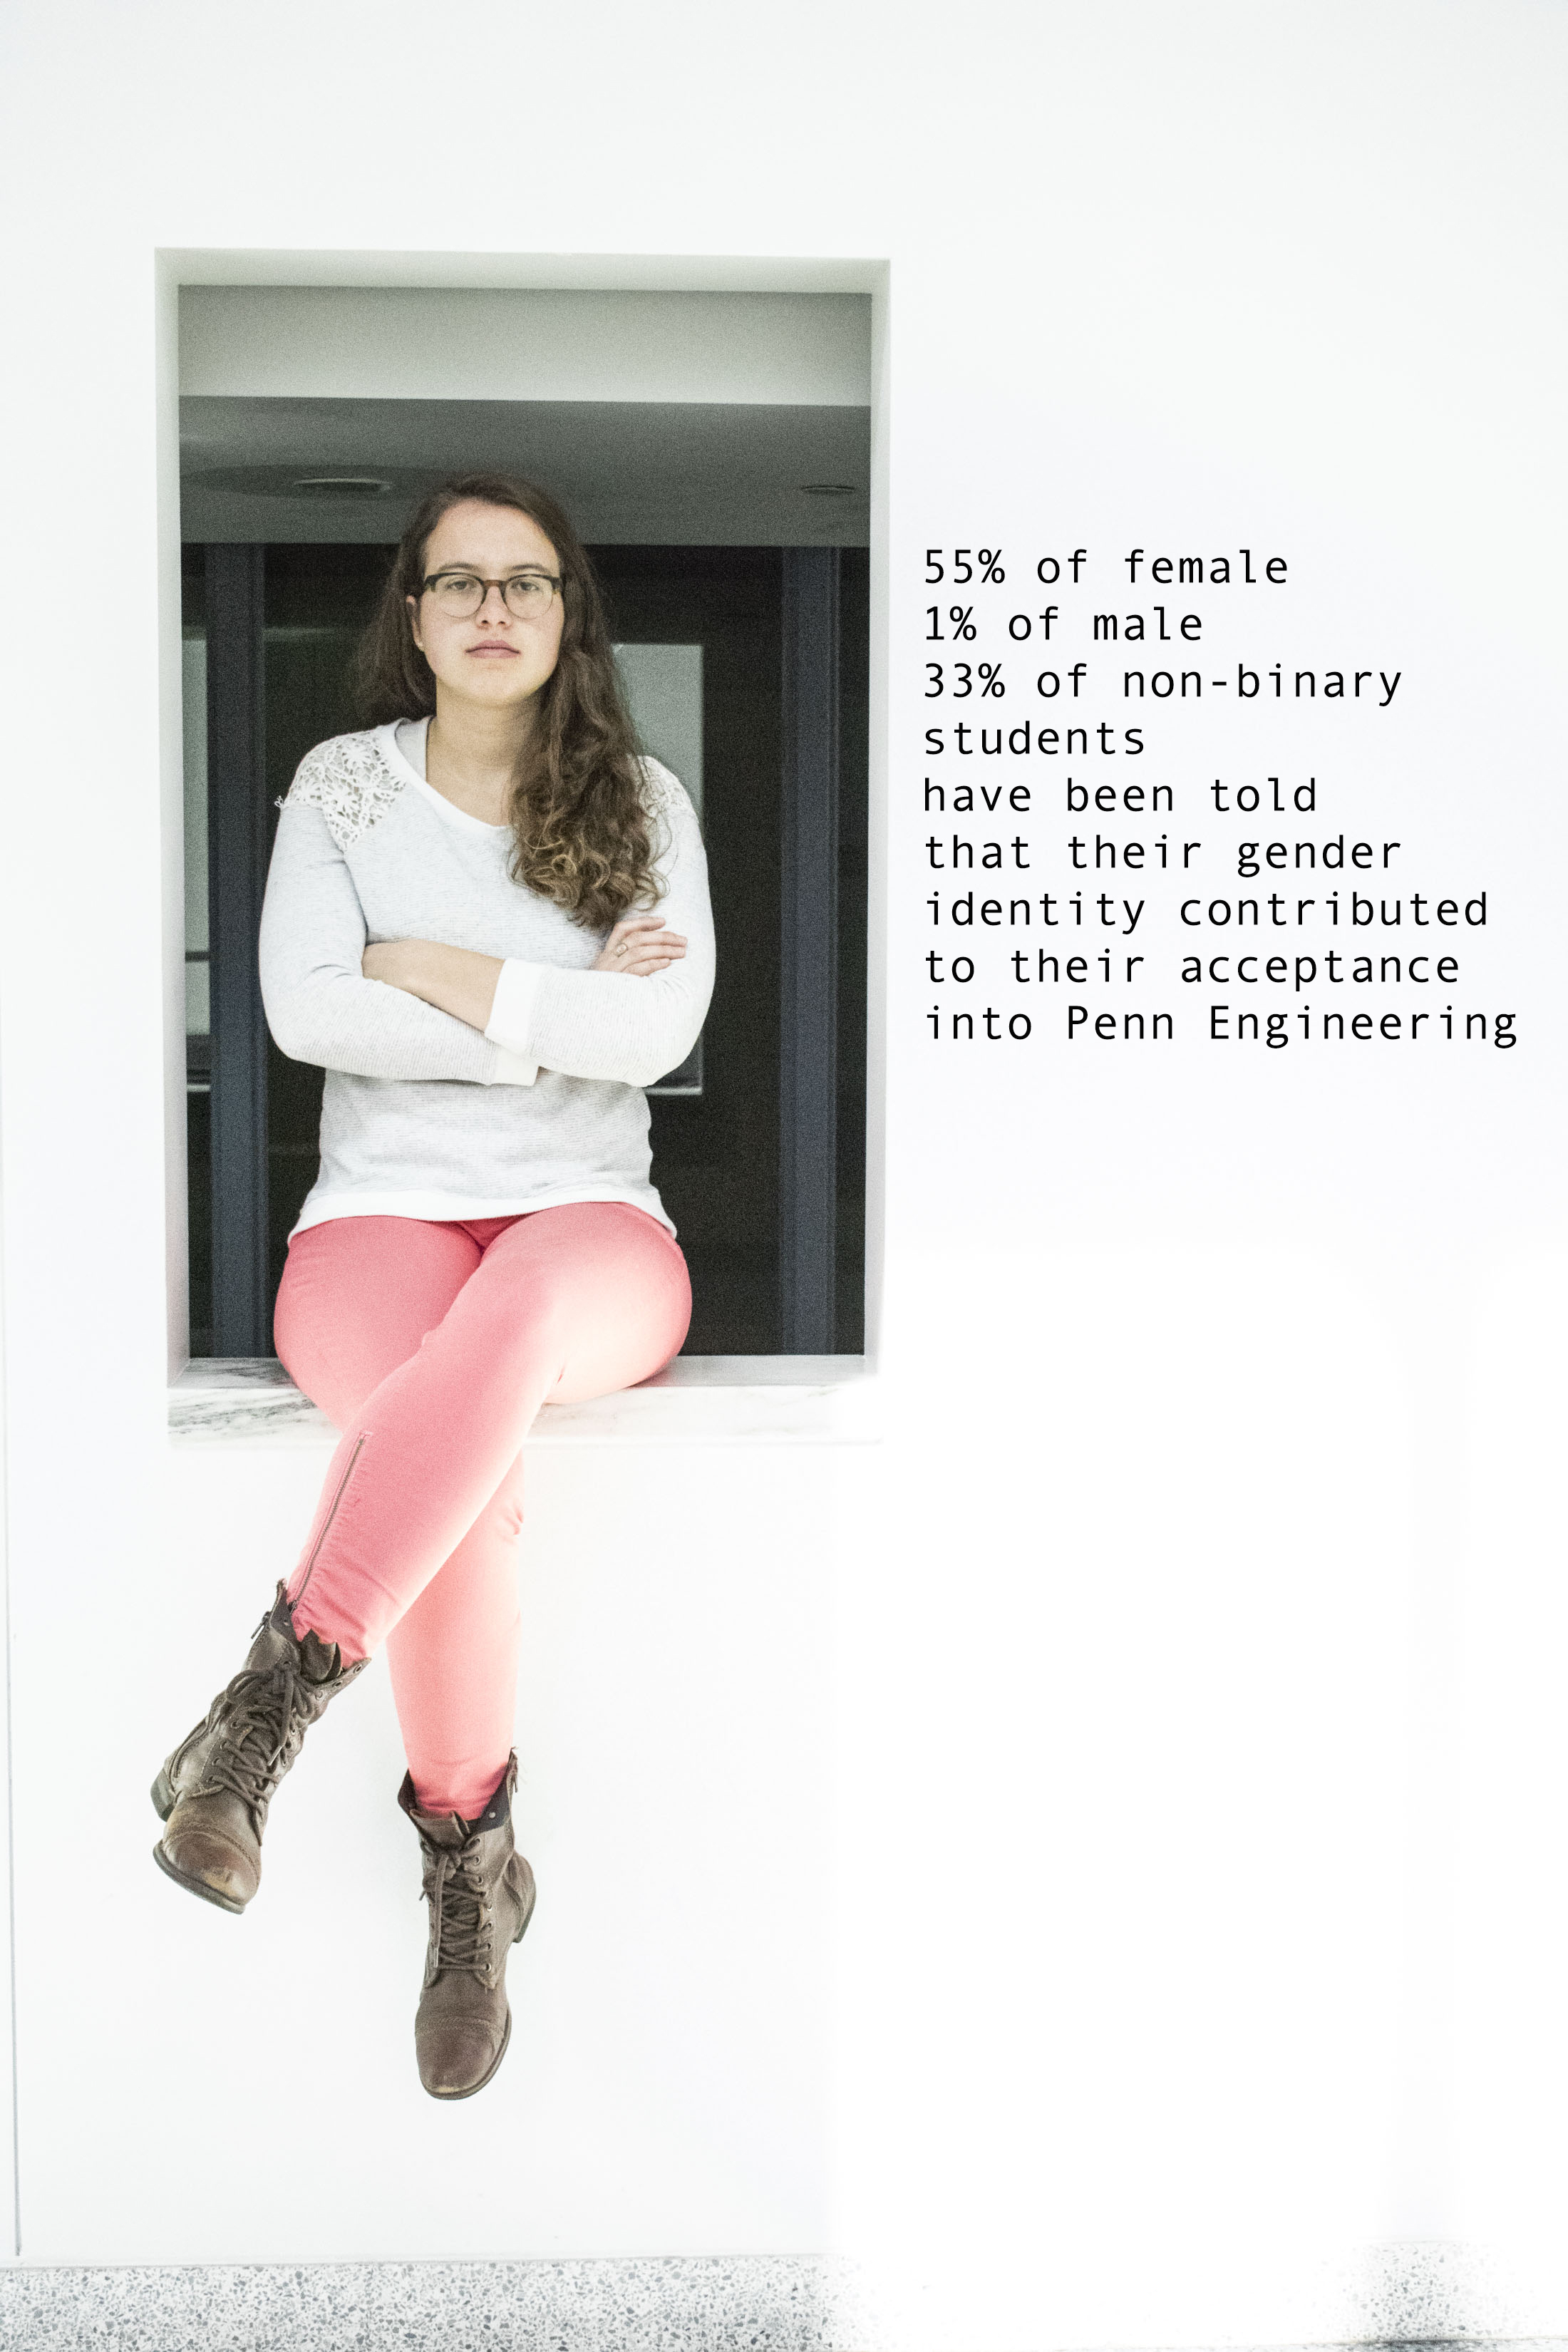 55% of female
1% of male
33% of non-binary
students
have been told
that their gender
identity contributed
to their acceptance
into Penn Engineering